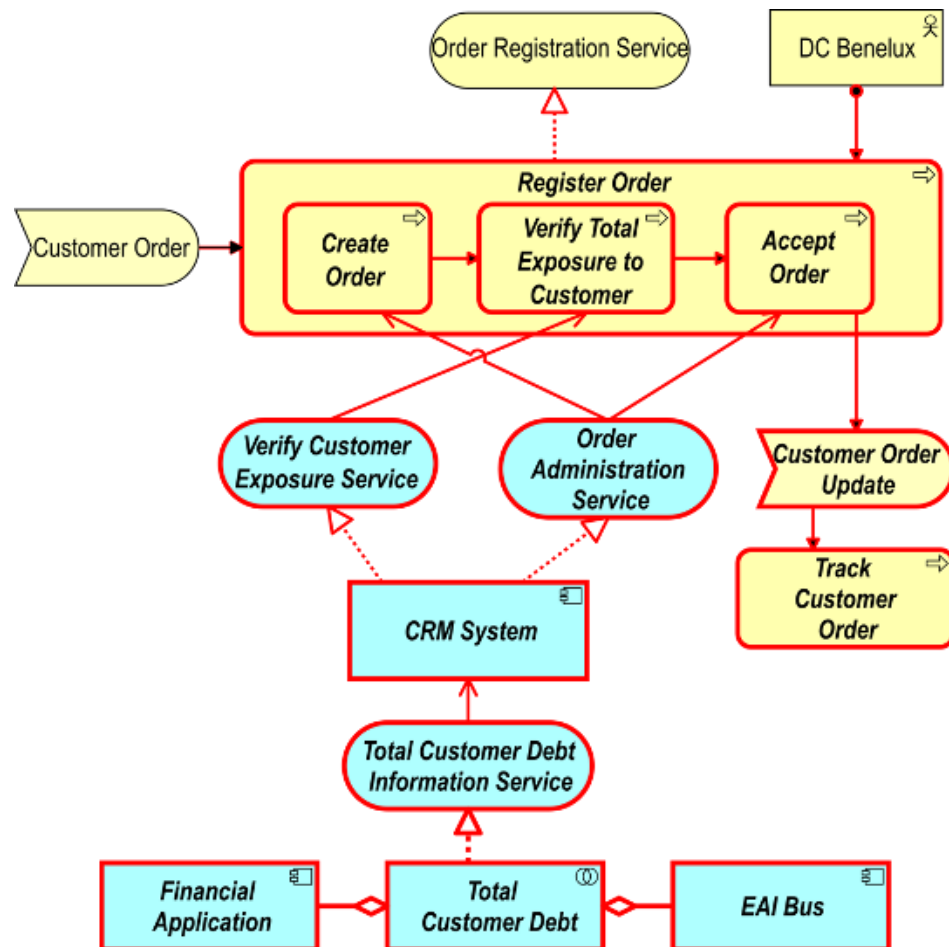 Order Registration Service
DC Benelux
Register Order
Customer Order
Create
Order
Verify Total
Exposure to
Customer
Accept
Order
Verify Customer
Exposure Service
Order
Administration
Service
Customer Order
Update
Track
Customer
Order
CRM System
Total Customer Debt
Information Service
Financial
Application
Total
Customer Debt
EAI Bus